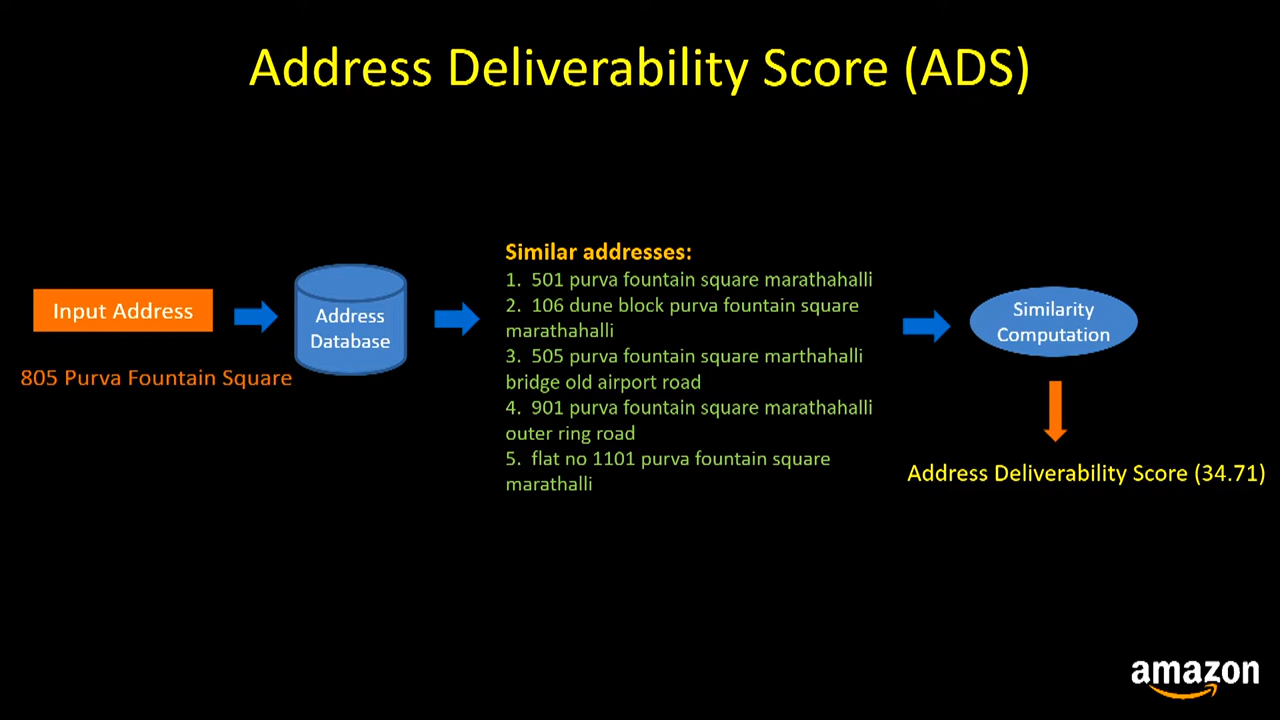 Address Deliverability Score (ADS)
Input Address
805 Purva Fountain Square
Address
Database
Similar addresses:
1. 501 purva fountain square marathahalli
2. 106 dune block purva fountain square
marathahalli
3. 505 purva fountain square marthahalli
bridge old airport road
4. 901 purva fountain square marathahalli
outer ring road
5. flat no 1101 purva fountain square
marathalli
Similarity
Computation
Address Deliverability Score (34.71)
amazon